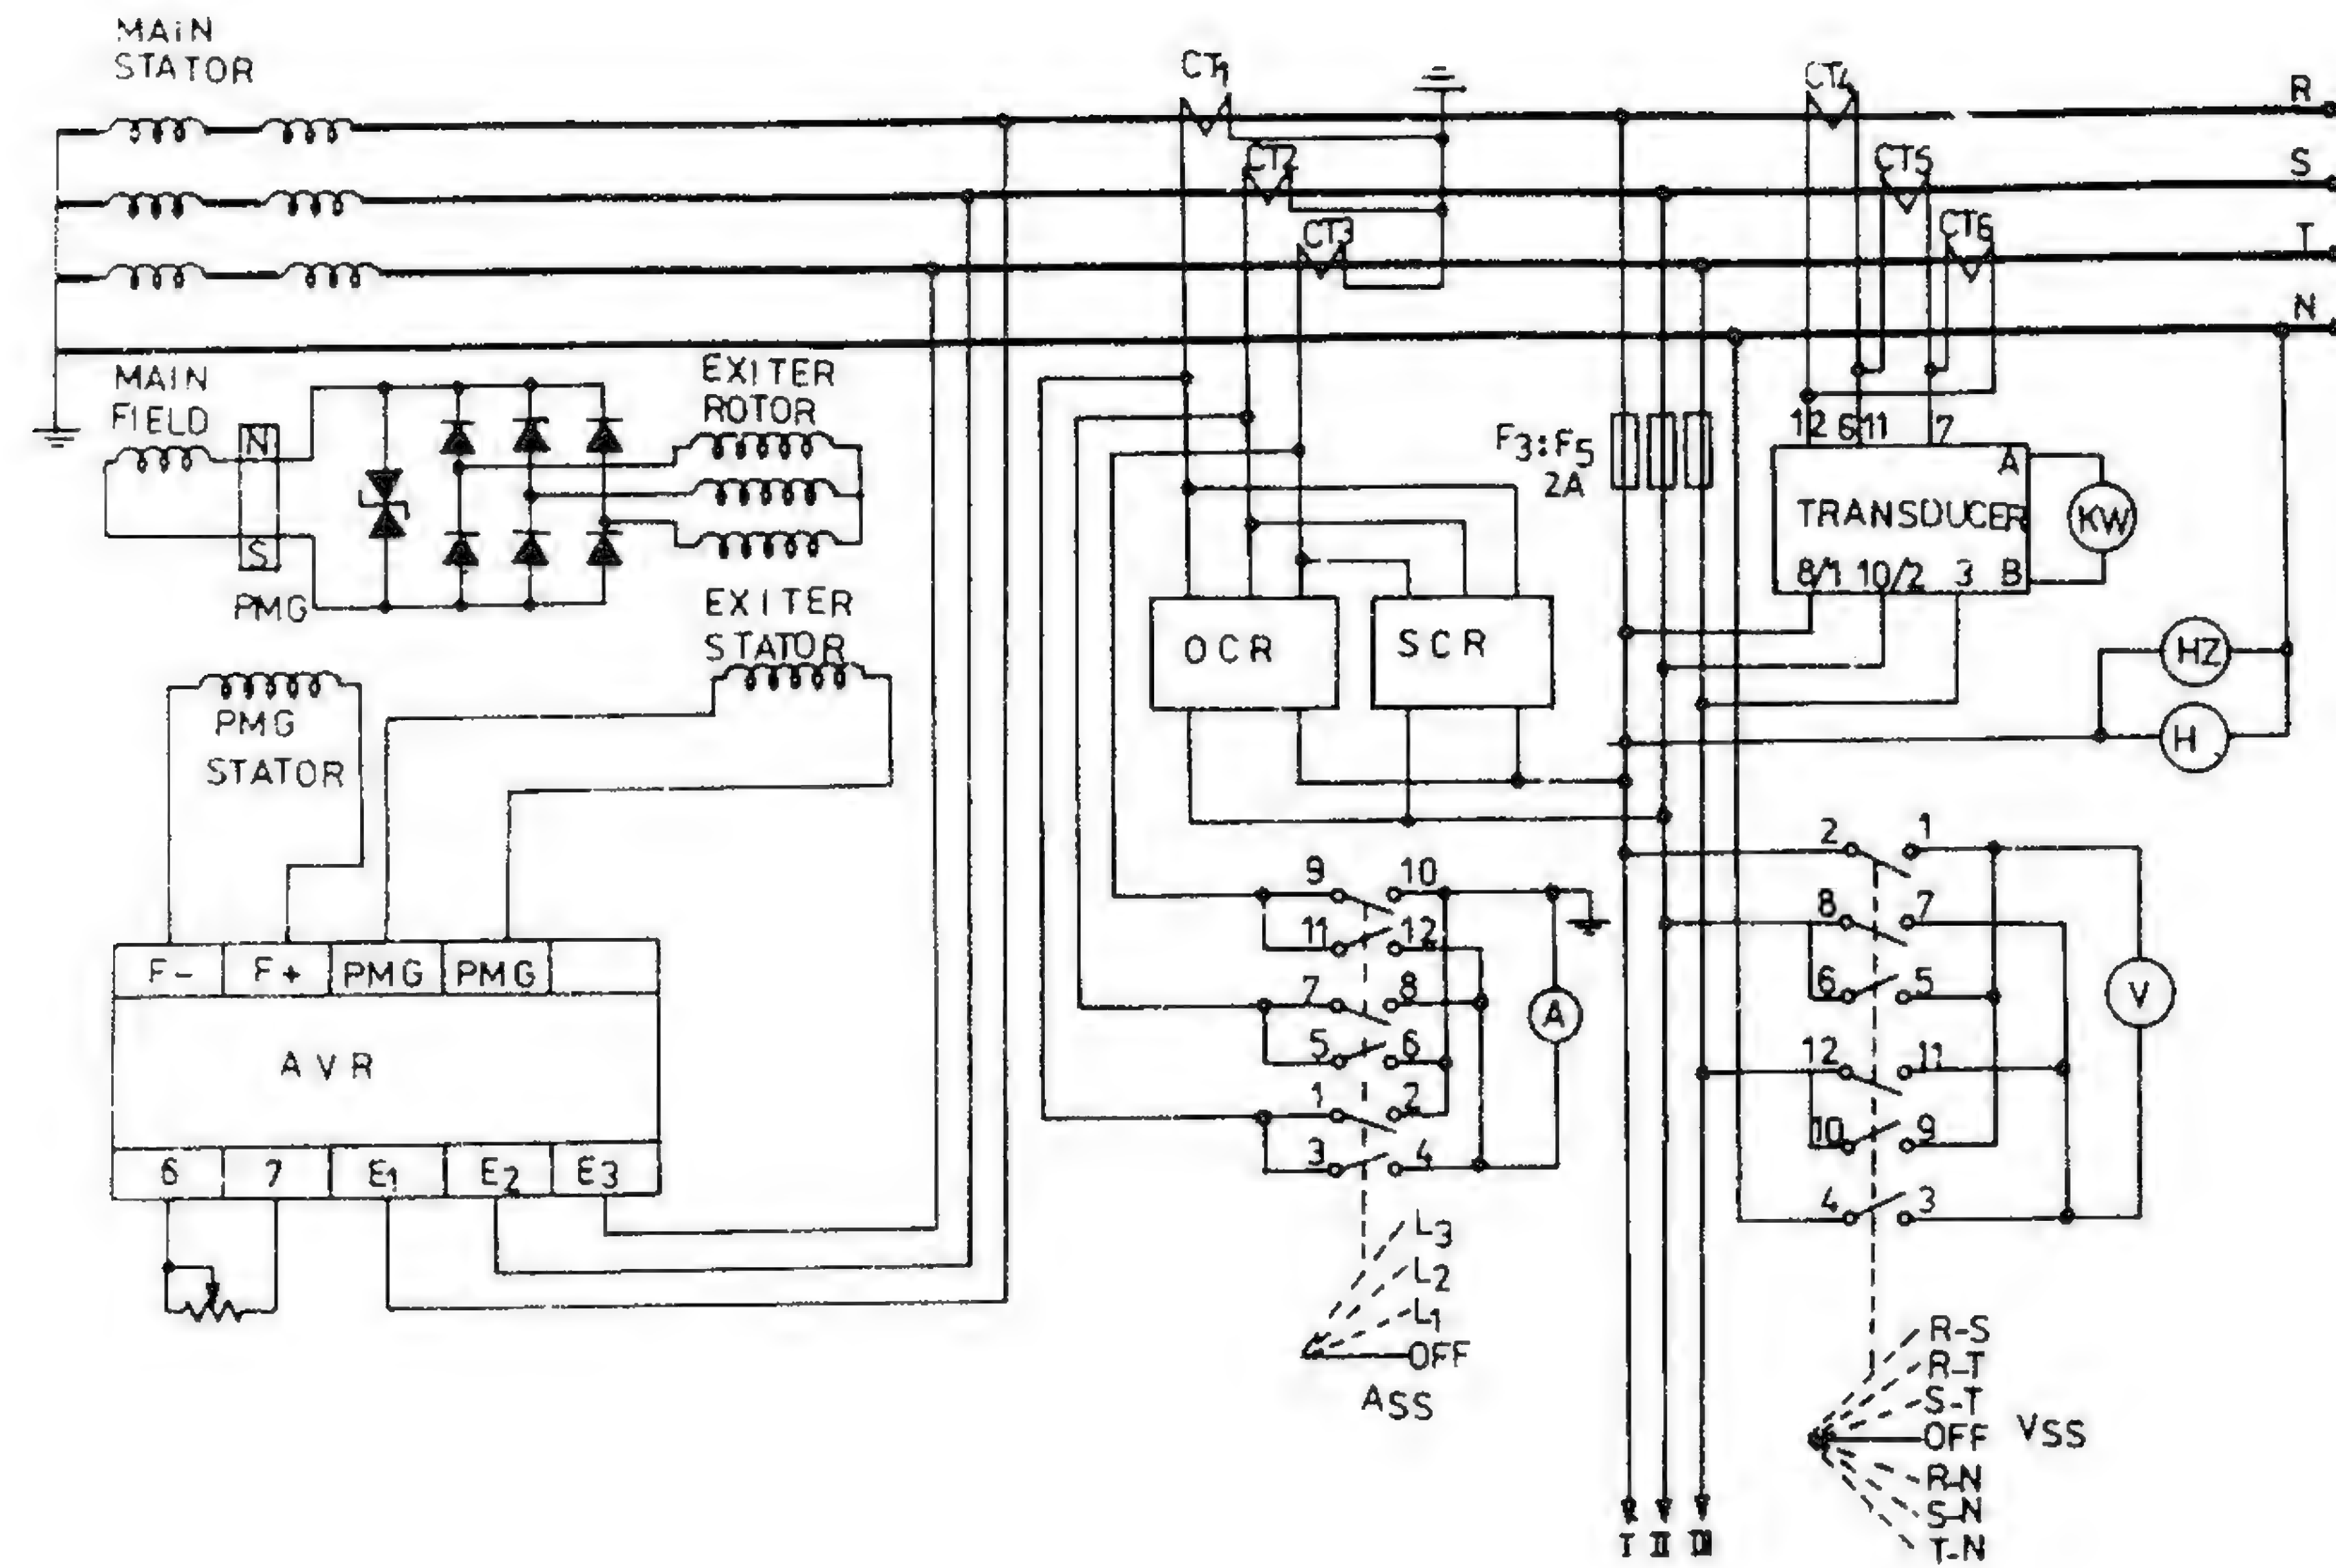 MAIN
STATOR
CT1
CT2
CT3
CT4
CT5
CT6
R
S
T
N
MAIN
FIELD
N
S
PMG
EXITER
ROTOR
EXITER
STATOR
PMG
STATOR
F3:F5
2A
12 6 11 7
A
TRANSDUCER
8/1 10/2 3 B
KW
HZ
H
OCR
SCR
F- F+ PMG PMG
AVR
6 7 E1 E2 E3
9 10
11 12
7 8
5 6
1 2
3 4
A
L3
L2
L1
OFF
ASS
2 1
8 7
6 5
12 11
10 9
4 3
V
R-S
R-T
S-T
OFF
R-N
S-N
T-N
VSS
I II III